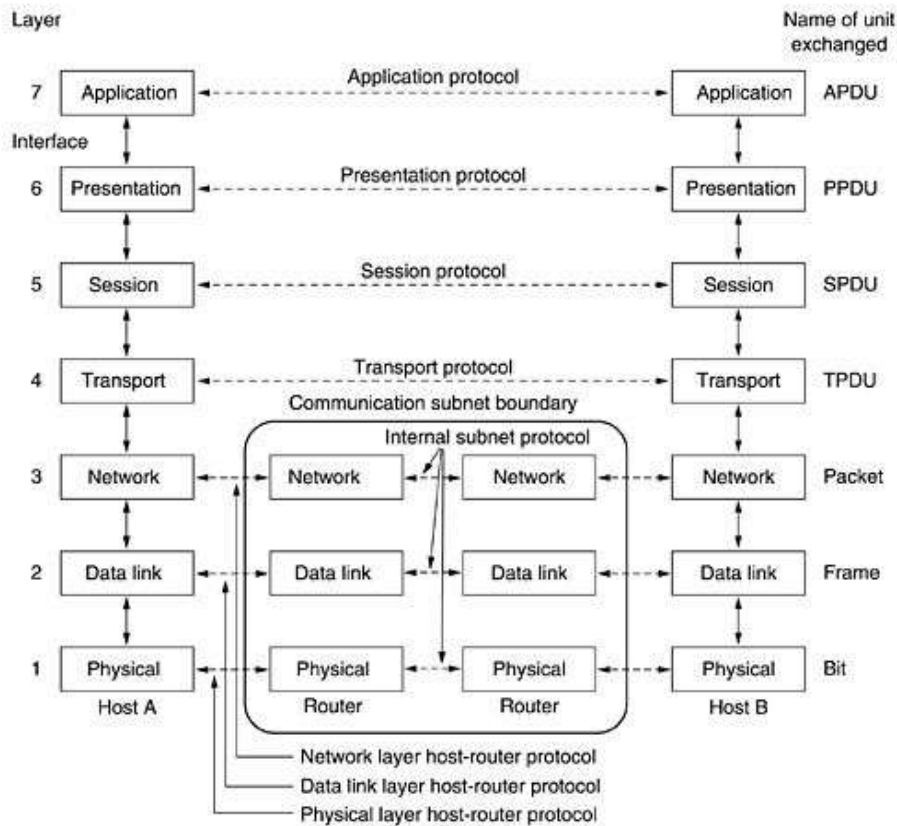 Layer
Name of unit
exchanged
7 Application Application protocol Application APDU
Interface
6 Presentation Presentation protocol Presentation PPDU
5 Session Session protocol Session SPDU
4 Transport Transport protocol Transport TPDU
Communication subnet boundary
Internal subnet protocol
3 Network Network Network Network Packet
2 Data link Data link Data link Data link Frame
1 Physical Physical Physical Physical Bit
Host A Router Router Host B
Network layer host-router protocol
Data link layer host-router protocol
Physical layer host-router protocol